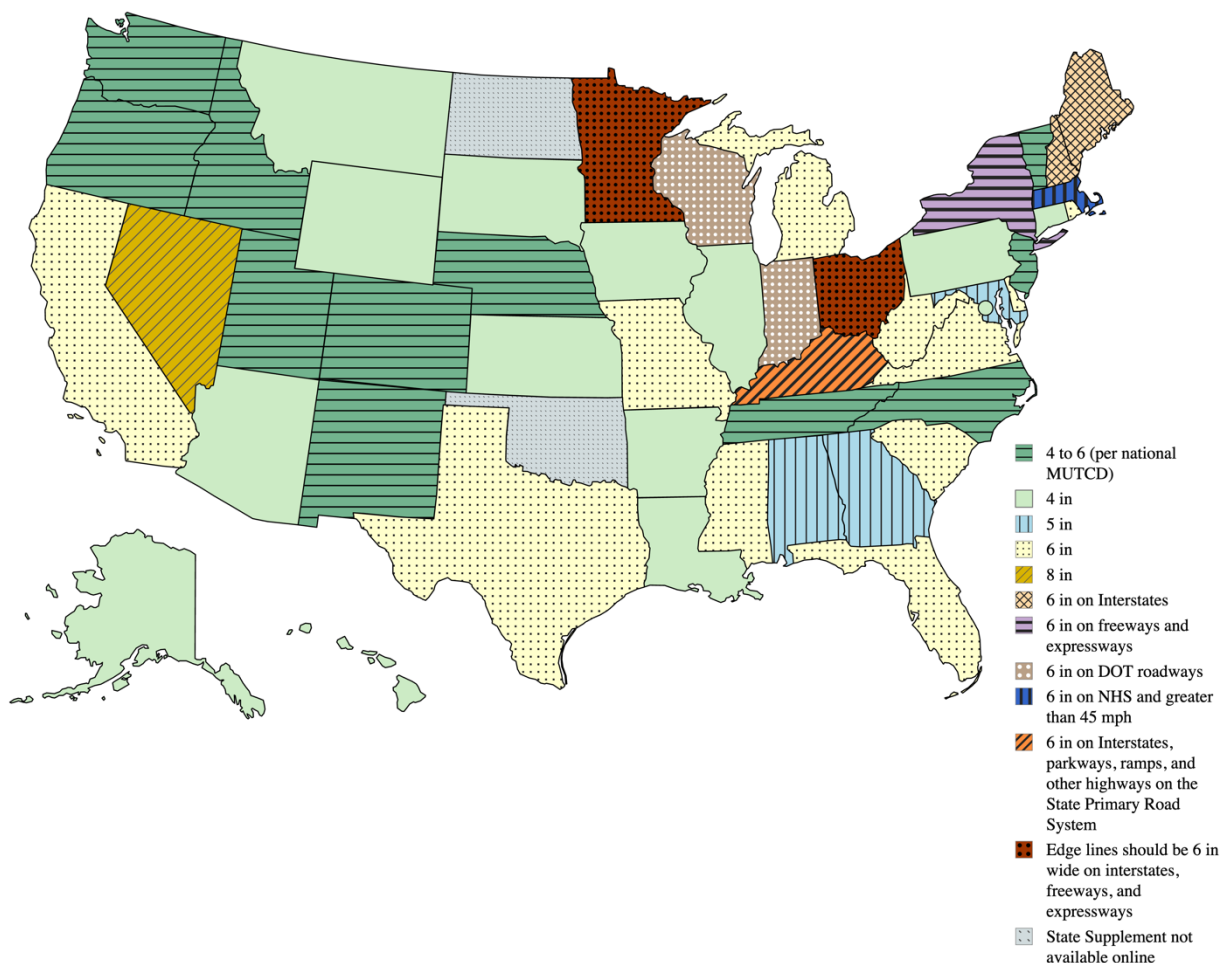 4 to 6 (per national
MUTCD)
4 in
5 in
6 in
8 in
6 in on Interstates
6 in on freeways and
expressways
6 in on DOT roadways
6 in on NHS and greater
than 45 mph
6 in on Interstates,
parkways, ramps, and
other highways on the
State Primary Road
System
Edge lines should be 6 in
wide on interstates,
freeways, and
expressways
State Supplement not
available online